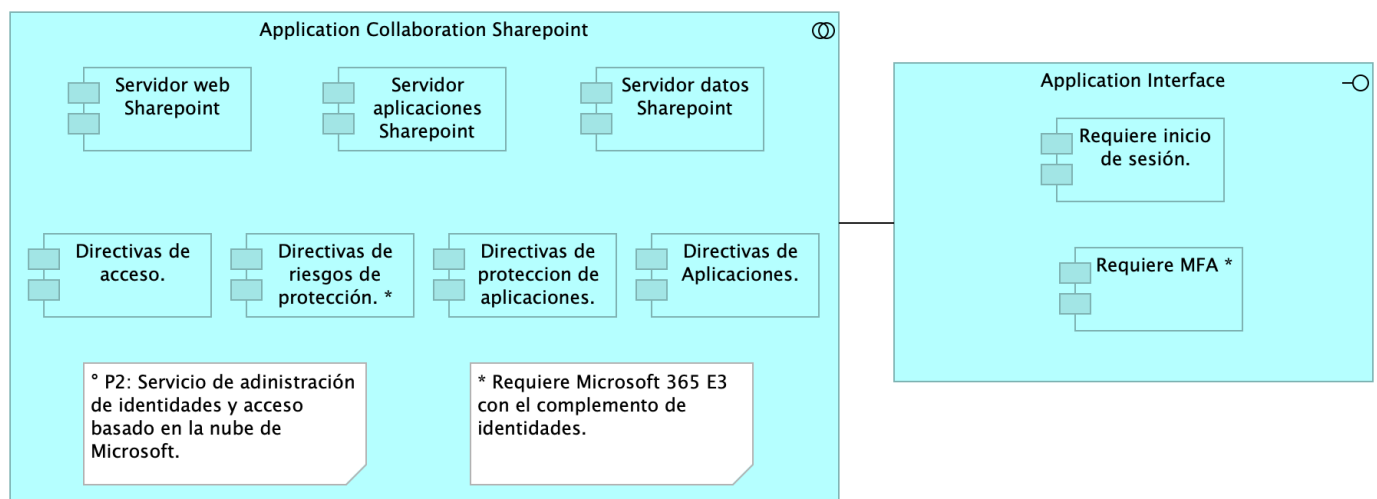 Application Collaboration Sharepoint
Servidor web
Sharepoint
Servidor
aplicaciones
Sharepoint
Servidor datos
Sharepoint
Directivas de
acceso.
Directivas de
riesgos de
protección. *
Directivas de
proteccion de
aplicaciones.
Directivas de
Aplicaciones.
° P2: Servicio de adinistración
de identidades y acceso
basado en la nube de
Microsoft.
* Requiere Microsoft 365 E3
con el complemento de
identidades.
Application Interface
Requiere inicio
de sesión.
Requiere MFA *